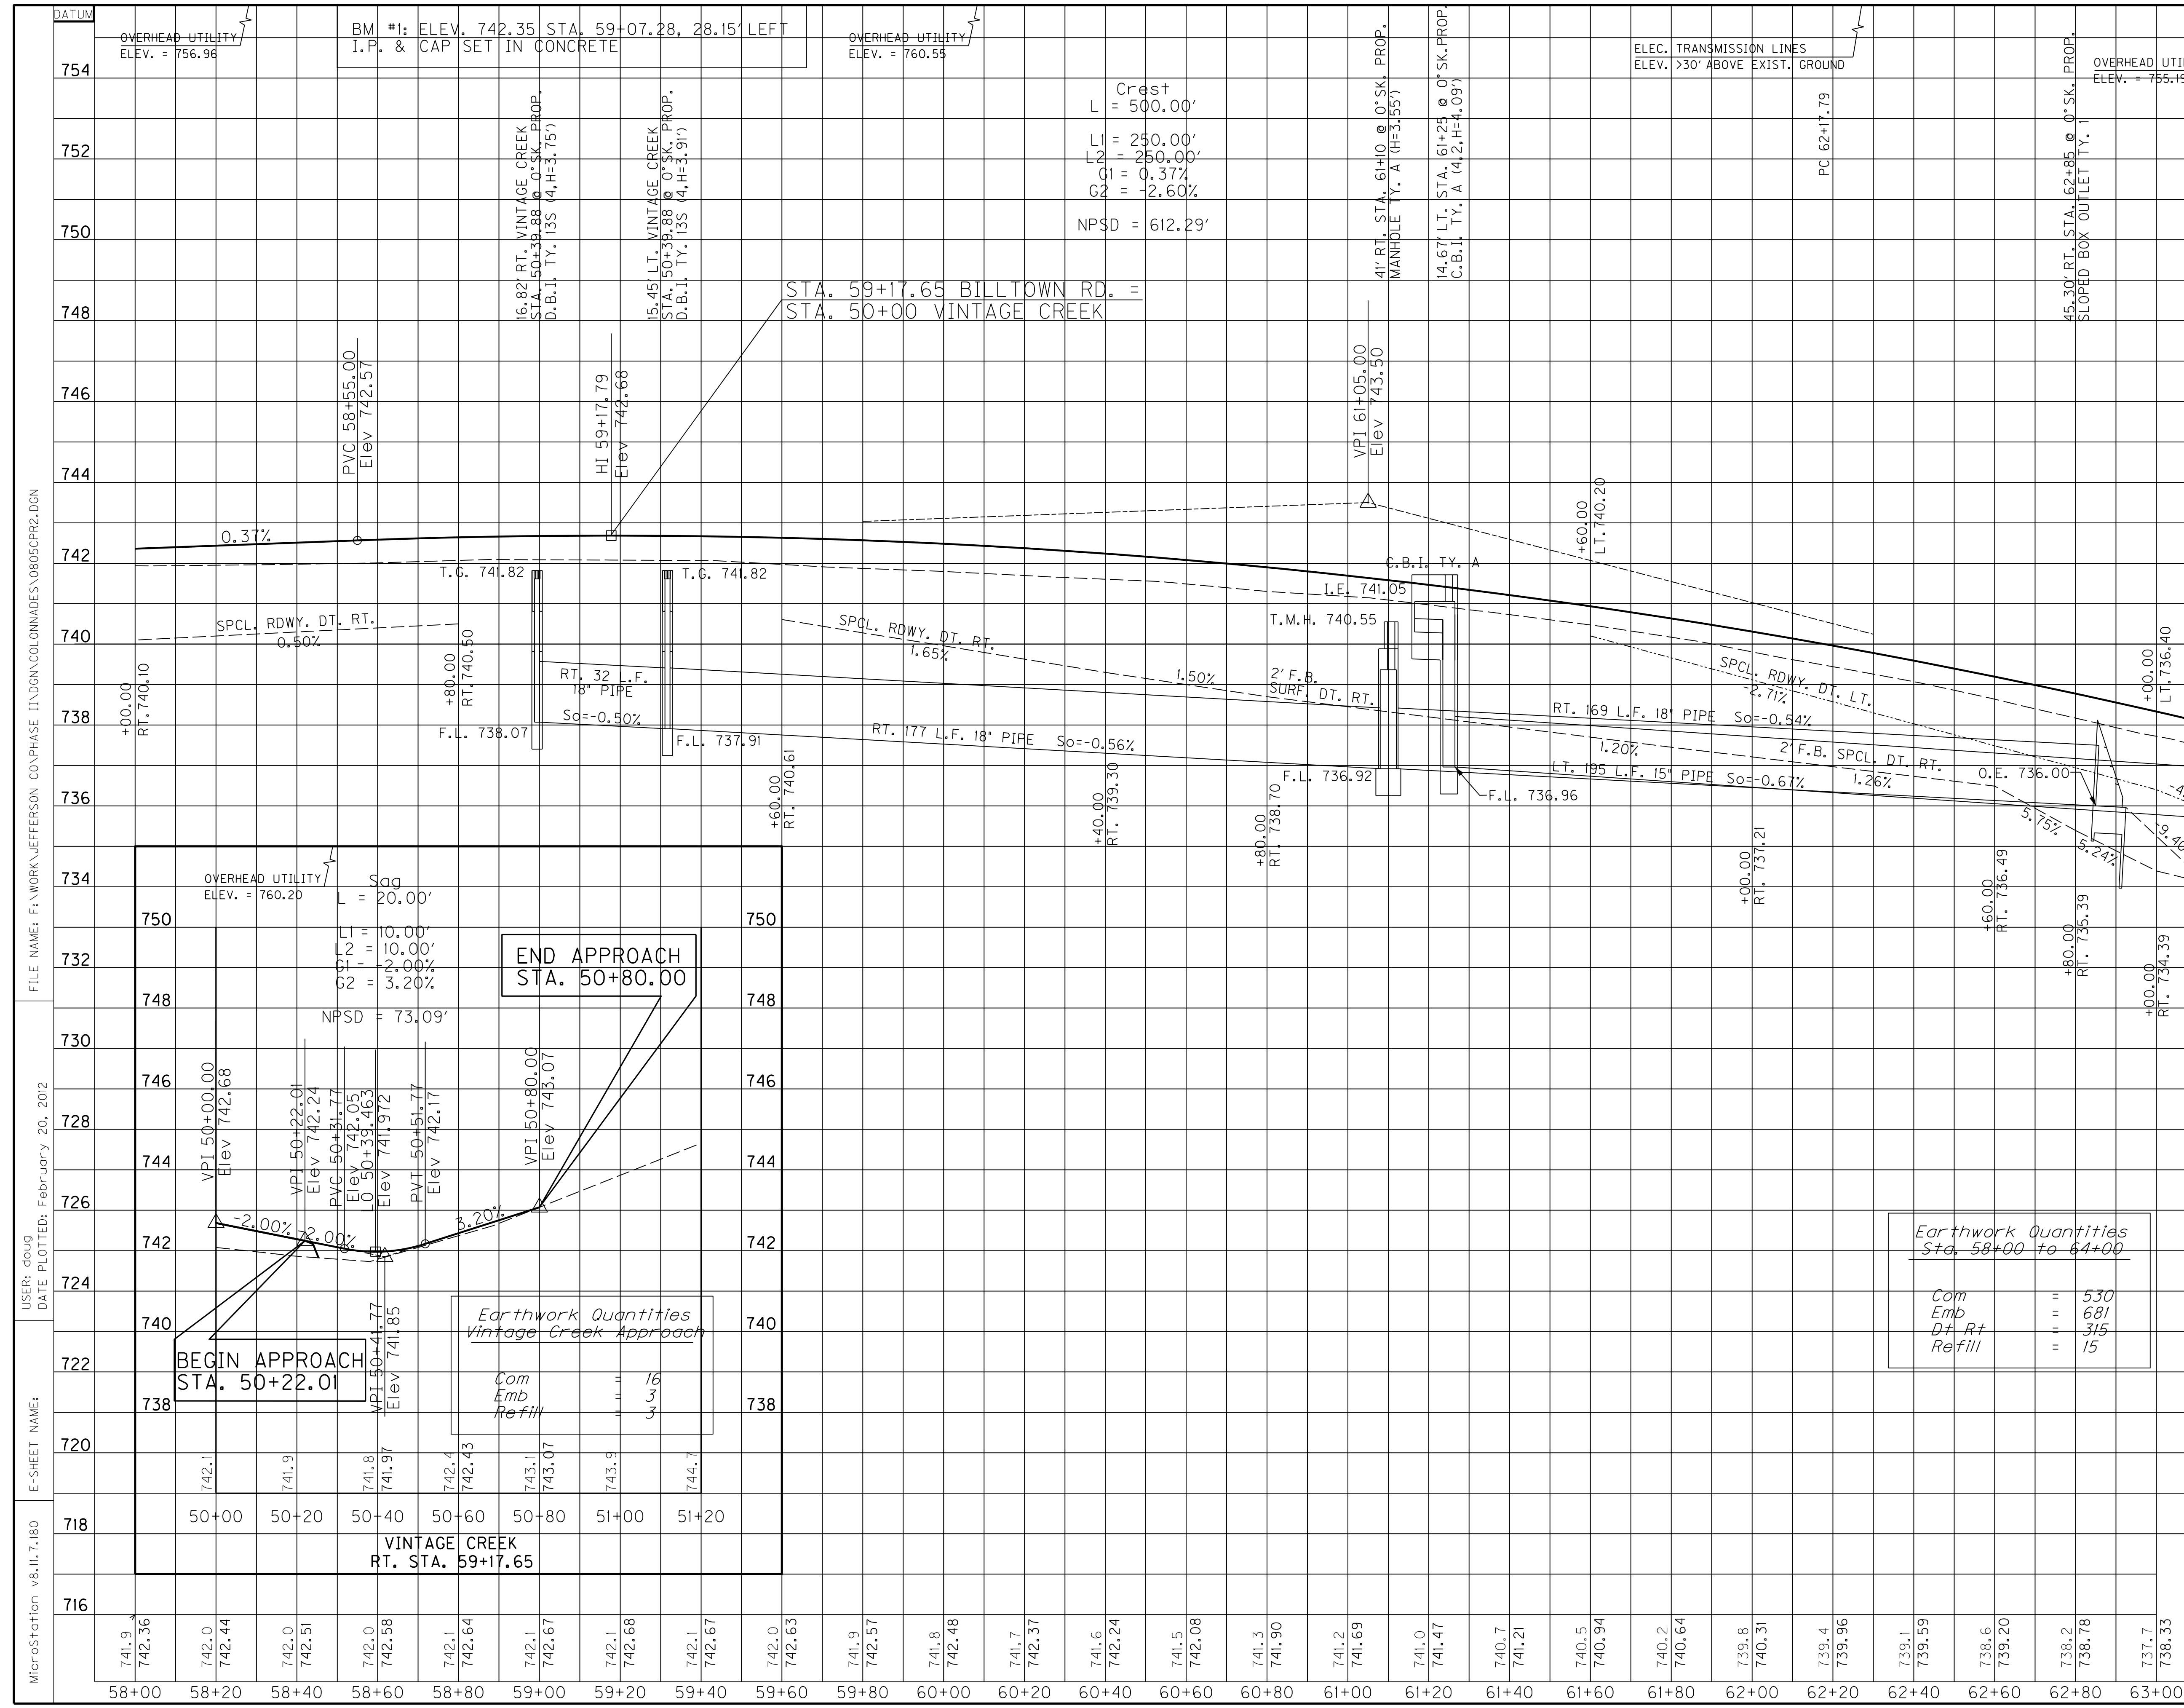 DATUM
OVERHEAD UTILITY
ELEV. = 756.96
BM #1: ELEV. 742.35 STA. 59+07.28, 28.15' LEFT
I.P. & CAP SET IN CONCRETE
OVERHEAD UTILITY
ELEV. = 760.55
ELEC. TRANSMISSION LINES
ELEV. >30' ABOVE EXIST. GROUND
ELEV. = 755.19
754
752
750
748
746
744
742
740
738
736
734
732
730
728
726
724
722
720
718
716
16.82' RT. VINTAGE CREEK
STA. 50+39.88 @ 0° SK. PROP.
D.B.I. TY. 13S (4,H=3.75')
15.45' LT. VINTAGE CREEK
STA. 50+39.88 @ 0° SK. PROP.
D.B.I. TY. 13S (4,H=3.91')
Crest
L = 500.00'
L1 = 250.00'
L2 = 250.00'
G1 = 0.37%
G2 = -2.60%
NPSD = 612.29'
41' RT. STA. 61+10 @ 0° SK. PROP.
MANHOLE TY. A (H=3.55')
14.67' LT. STA. 61+25 @ 0° SK. PROP.
C.B.I. TY. A (4,2,H=4.09')
PC 62+17.79
45.30' RT. STA. 62+85 @ 0° SK. PROP.
SLOPED BOX OUTLET TY. 1
STA. 59+17.65 BILLTOWN RD. =
STA. 50+00 VINTAGE CREEK
PVC 58+55.00
Elev 742.57
HI 59+17.79
Elev 742.68
VPI 61+05.00
Elev 743.50
0.37%
T.G. 741.82
T.G. 741.82
SPCL. RDWY. DT. RT.
0.50%
+00.00
RT. 740.10
+80.00
RT. 740.50
RT. 32 L.F.
18" PIPE
So=-0.50%
F.L. 738.07
F.L. 737.91
SPCL. RDWY. DT. RT.
1.65%
RT. 177 L.F. 18" PIPE So=-0.56%
+60.00
RT. 740.61
+40.00
RT. 739.30
1.50%
2' F.B.
SURF. DT. RT.
+80.00
RT. 738.70
C.B.I. TY. A
I.E. 741.05
T.M.H. 740.55
F.L. 736.92
F.L. 736.96
+60.00
LT. 740.20
SPCL. RDWY. DT. LT.
-2.71%
RT. 169 L.F. 18" PIPE So=-0.54%
1.20%
2' F.B. SPCL. DT. RT.
1.26%
LT. 195 L.F. 15" PIPE So=-0.67%
O.E. 736.00
+00.00
RT. 737.21
+60.00
RT. 736.49
5.75%
5.24%
+80.00
RT. 735.39
+00.00
RT. 734.39
+00.00
LT. 736.40
OVERHEAD UTILITY
ELEV. = 760.20
Sag
L = 20.00'
L1 = 10.00'
L2 = 10.00'
G1 = -2.00%
G2 = 3.20%
NPSD = 73.09'
END APPROACH
STA. 50+80.00
750 750
748 748
746 746
744 744
742 742
740 740
738 738
VPI 50+00.00
Elev 742.68
VPI 50+22.01
Elev 742.24
PVC 50+31.77
Elev 742.05
LO 50+39.463
Elev 741.972
PVT 50+51.77
Elev 742.17
VPI 50+80.00
Elev 743.07
-2.00%
-2.00%
3.20%
VPI 50+41.77
Elev 741.85
BEGIN APPROACH
STA. 50+22.01
Earthwork Quantities
Vintage Creek Approach
Com = 16
Emb = 3
Refill = 3
742.1
741.9
741.8
741.97
742.4
742.43
743.1
743.07
743.9
744.7
50+00 50+20 50+40 50+60 50+80 51+00 51+20
VINTAGE CREEK
RT. STA. 59+17.65
Earthwork Quantities
Sta. 58+00 to 64+00
Com = 530
Emb = 681
Dt Rt = 315
Refill = 15
741.9
742.36
742.0
742.44
742.0
742.51
742.0
742.58
742.1
742.64
742.1
742.67
742.1
742.68
742.1
742.67
742.0
742.63
741.9
742.57
741.8
742.48
741.7
742.37
741.6
742.24
741.5
742.08
741.3
741.90
741.2
741.69
741.0
741.47
740.7
741.21
740.5
740.94
740.2
740.64
739.8
740.31
739.4
739.96
739.1
739.59
738.6
739.20
738.2
738.78
737.7
738.33
58+00 58+20 58+40 58+60 58+80 59+00 59+20 59+40 59+60 59+80 60+00 60+20 60+40 60+60 60+80 61+00 61+20 61+40 61+60 61+80 62+00 62+20 62+40 62+60 62+80 63+00
FILE NAME: F:\WORK\JEFFERSON CO\PHASE II\DGN\COLONNADES\0805CPR2.DGN
USER: doug
DATE PLOTTED: February 20, 2012
E-SHEET NAME:
MicroStation v8.11.7.180